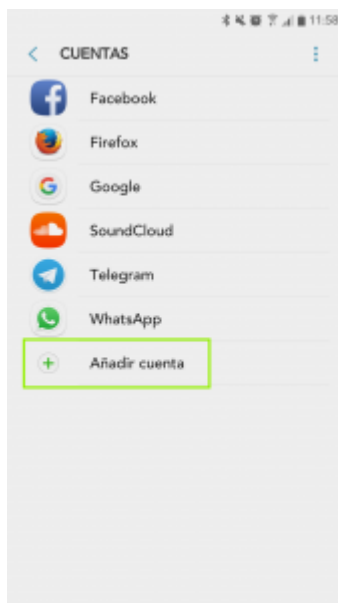 11:58
CUENTAS
Facebook
Firefox
Google
SoundCloud
Telegram
WhatsApp
Añadir cuenta